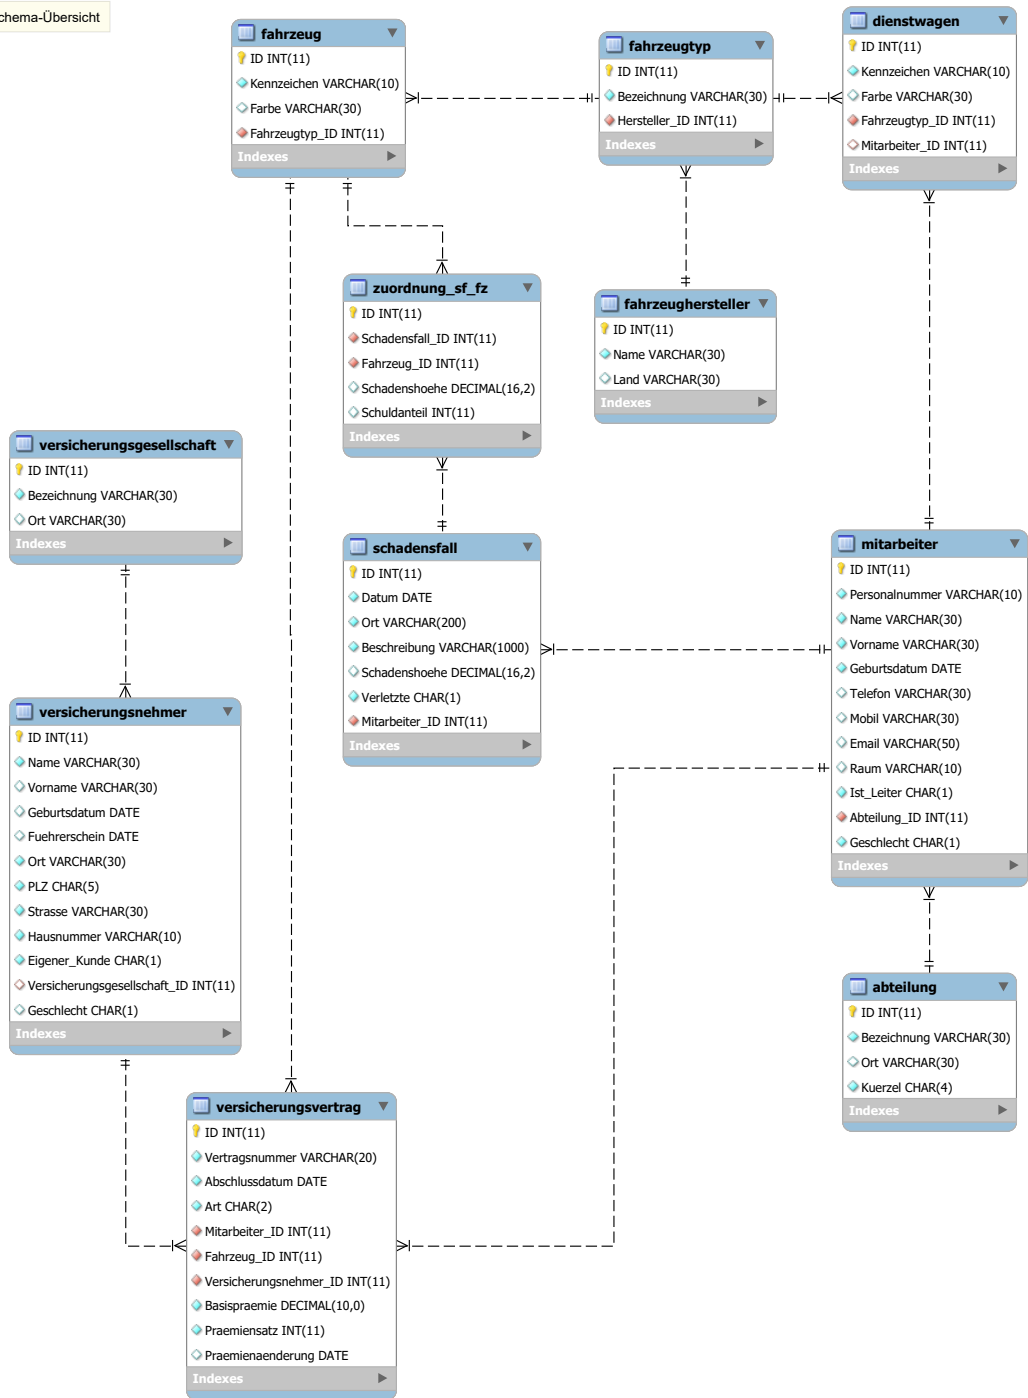 chema-Übersicht
fahrzeug
ID INT(11)
Kennzeichen VARCHAR(10)
Farbe VARCHAR(30)
Fahrzeugtyp_ID INT(11)
Indexes
fahrzeugtyp
ID INT(11)
Bezeichnung VARCHAR(30)
Hersteller_ID INT(11)
Indexes
dienstwagen
ID INT(11)
Kennzeichen VARCHAR(10)
Farbe VARCHAR(30)
Fahrzeugtyp_ID INT(11)
Mitarbeiter_ID INT(11)
Indexes
zuordnung_sf_fz
ID INT(11)
Schadensfall_ID INT(11)
Fahrzeug_ID INT(11)
Schadenshoehe DECIMAL(16,2)
Schuldanteil INT(11)
Indexes
fahrzeughersteller
ID INT(11)
Name VARCHAR(30)
Land VARCHAR(30)
Indexes
versicherungsgesellschaft
ID INT(11)
Bezeichnung VARCHAR(30)
Ort VARCHAR(30)
Indexes
schadensfall
ID INT(11)
Datum DATE
Ort VARCHAR(200)
Beschreibung VARCHAR(1000)
Schadenshoehe DECIMAL(16,2)
Verletzte CHAR(1)
Mitarbeiter_ID INT(11)
Indexes
mitarbeiter
ID INT(11)
Personalnummer VARCHAR(10)
Name VARCHAR(30)
Vorname VARCHAR(30)
Geburtsdatum DATE
Telefon VARCHAR(30)
Mobil VARCHAR(30)
Email VARCHAR(50)
Raum VARCHAR(10)
Ist_Leiter CHAR(1)
Abteilung_ID INT(11)
Geschlecht CHAR(1)
Indexes
versicherungsnehmer
ID INT(11)
Name VARCHAR(30)
Vorname VARCHAR(30)
Geburtsdatum DATE
Fuehrerschein DATE
Ort VARCHAR(30)
PLZ CHAR(5)
Strasse VARCHAR(30)
Hausnummer VARCHAR(10)
Eigener_Kunde CHAR(1)
Versicherungsgesellschaft_ID INT(11)
Geschlecht CHAR(1)
Indexes
abteilung
ID INT(11)
Bezeichnung VARCHAR(30)
Ort VARCHAR(30)
Kuerzel CHAR(4)
Indexes
versicherungsvertrag
ID INT(11)
Vertragsnummer VARCHAR(20)
Abschlussdatum DATE
Art CHAR(2)
Mitarbeiter_ID INT(11)
Fahrzeug_ID INT(11)
Versicherungsnehmer_ID INT(11)
Basispraemie DECIMAL(10,0)
Praemiensatz INT(11)
Praemienaenderung DATE
Indexes